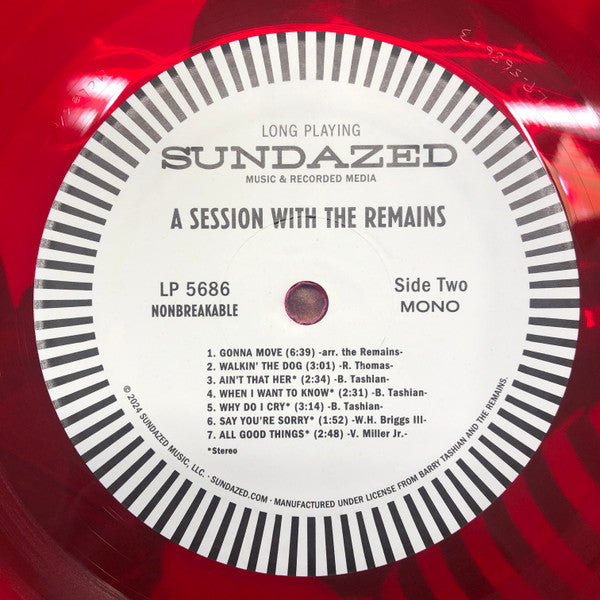 LONG PLAYING
SUNDAZED
MUSIC & RECORDED MEDIA
A SESSION WITH THE REMAINS
LP 5686
NONBREAKABLE
Side Two
MONO
1. GONNA MOVE (6:39) -arr. the Remains-
2. WALKIN' THE DOG (3:01) -R. Thomas-
3. AIN'T THAT HER* (2:34) -B. Tashian-
4. WHEN I WANT TO KNOW* (2:31) -B. Tashian-
5. WHY DO I CRY* (3:14) -B. Tashian-
6. SAY YOU'RE SORRY* (1:52) -W.H. Briggs III-
7. ALL GOOD THINGS* (2:48) -V. Miller Jr.-
*Stereo
© 2024 SUNDAZED MUSIC, LLC. · SUNDAZED.COM · MANUFACTURED UNDER LICENSE FROM BARRY TASHIAN AND THE REMAINS.